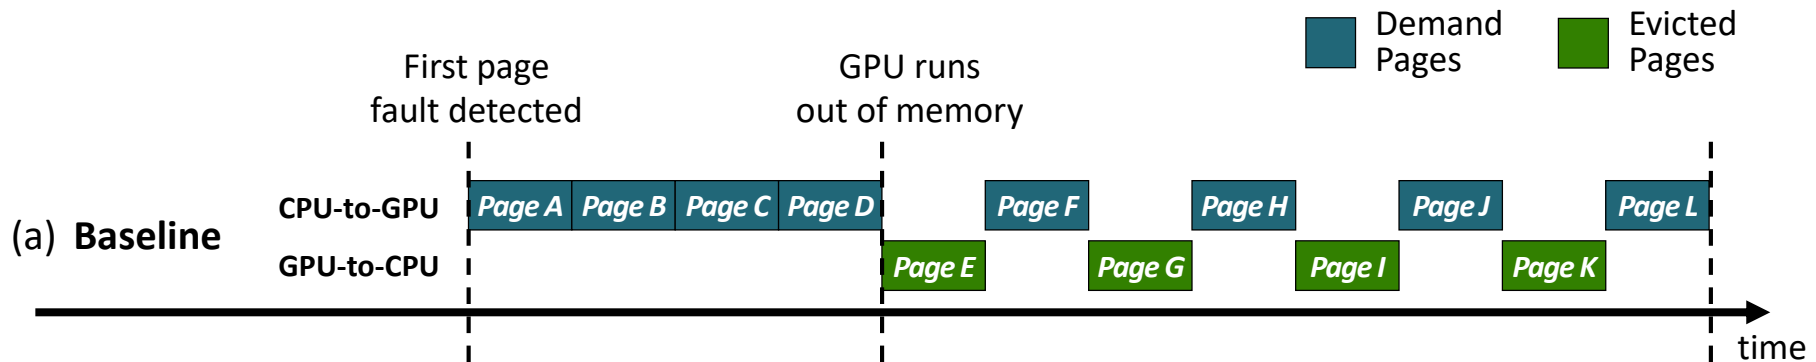 Demand
Pages
Evicted
Pages
First page
fault detected
GPU runs
out of memory
(a) Baseline
CPU-to-GPU
Page A Page B Page C Page D Page F Page H Page J Page L
GPU-to-CPU
Page E Page G Page I Page K
time